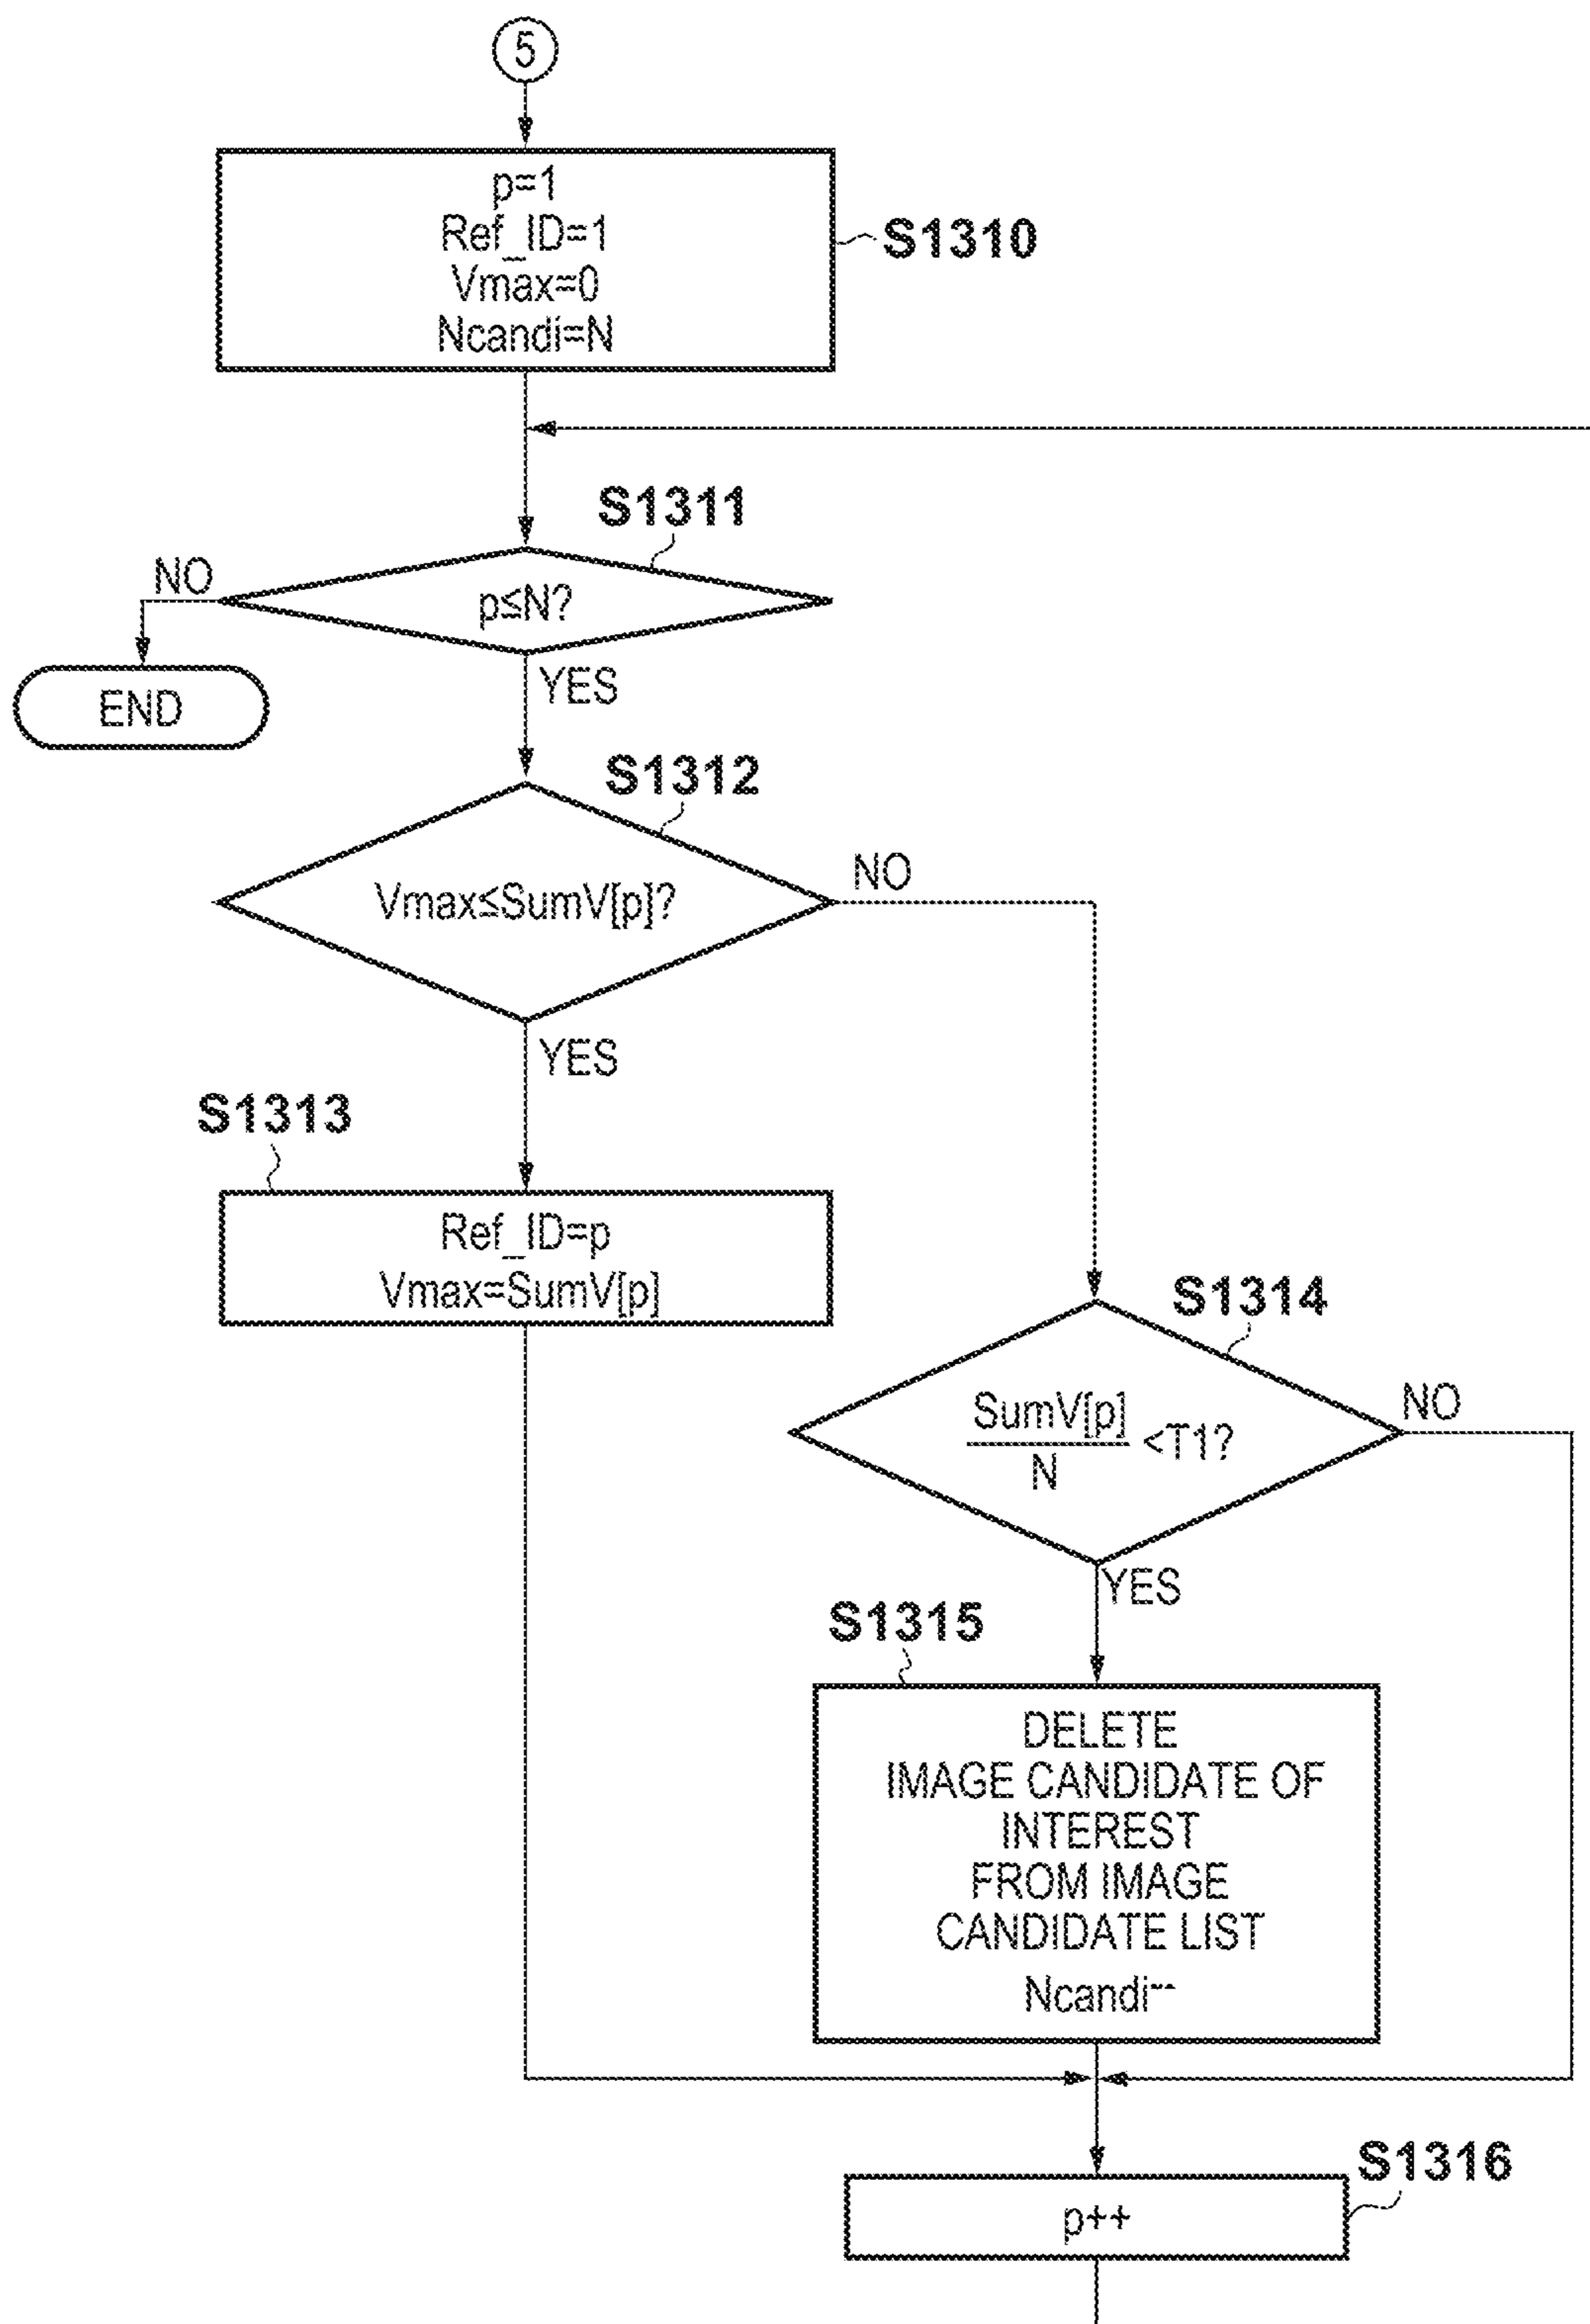 5
p=1
Ref_ID=1
Vmax=0
Ncandi=N
S1310
S1311
NO
p≤N?
END
YES
S1312
Vmax≤SumV[p]?
NO
YES
S1313
Ref_ID=p
Vmax=SumV[p]
S1314
SumV[p]
N
<T1?
NO
YES
S1315
DELETE
IMAGE CANDIDATE OF
INTEREST
FROM IMAGE
CANDIDATE LIST
Ncandi--
S1316
p++